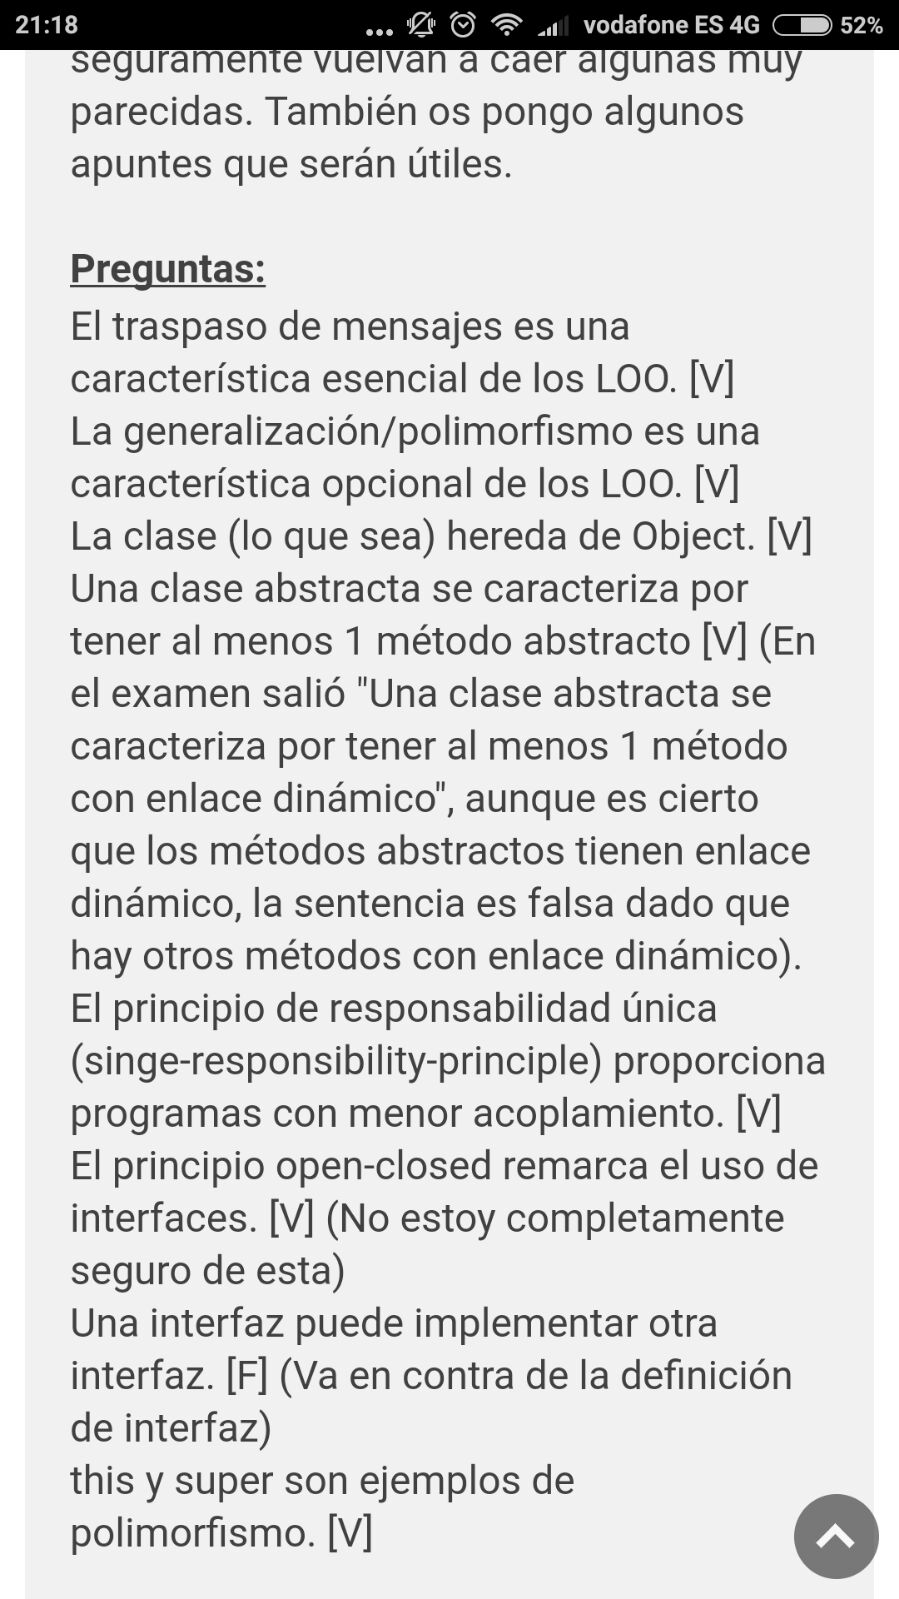 21:18 ... vodafone ES 4G 52%
seguramente vuelvan a caer algunas muy
parecidas. También os pongo algunos
apuntes que serán útiles.
Preguntas:
El traspaso de mensajes es una
característica esencial de los LOO. [V]
La generalización/polimorfismo es una
característica opcional de los LOO. [V]
La clase (lo que sea) hereda de Object. [V]
Una clase abstracta se caracteriza por
tener al menos 1 método abstracto [V] (En
el examen salió "Una clase abstracta se
caracteriza por tener al menos 1 método
con enlace dinámico", aunque es cierto
que los métodos abstractos tienen enlace
dinámico, la sentencia es falsa dado que
hay otros métodos con enlace dinámico).
El principio de responsabilidad única
(singe-responsibility-principle) proporciona
programas con menor acoplamiento. [V]
El principio open-closed remarca el uso de
interfaces. [V] (No estoy completamente
seguro de esta)
Una interfaz puede implementar otra
interfaz. [F] (Va en contra de la definición
de interfaz)
this y super son ejemplos de
polimorfismo. [V]